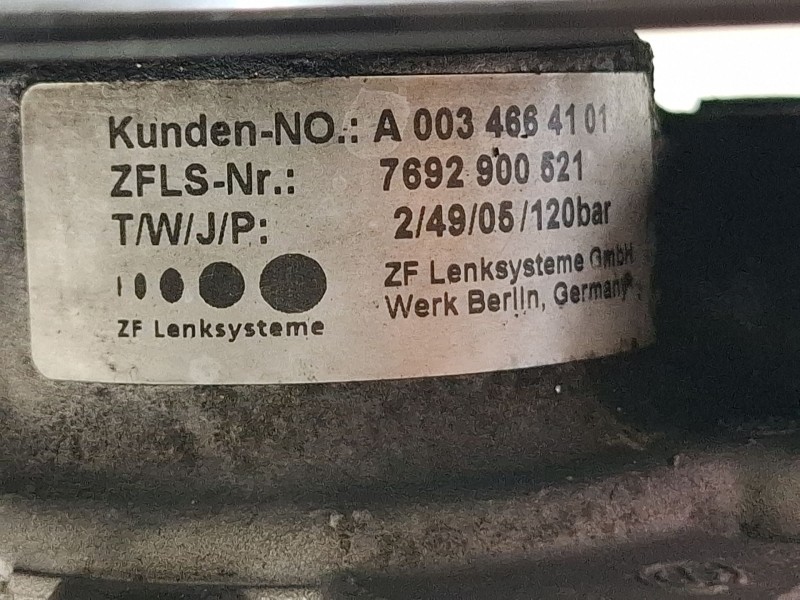 Kunden-NO.: A 003 466 41 01
ZFLS-Nr.: 7692 900 521
T/W/J/P: 2/49/05/120bar
ZF Lenksysteme GmbH
Werk Berlin, Germany
ZF Lenksysteme